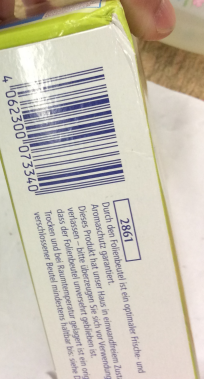 4 062300 073340
2861
Durch den Folienbeutel ist ein optimaler Frische und
Aromaschutz garantiert.
Dieses Produkt hat unser Haus in einwandfreiem Zust
verlassen – bitte überzeugen Sie sich vor Verwendung
dass der Folienbeutel unversehrt geblieben ist.
Trocken und bei Raumtemperatur gelagert ist ein ung
verschlossener Beutel mindestens haltbar bis: siehe